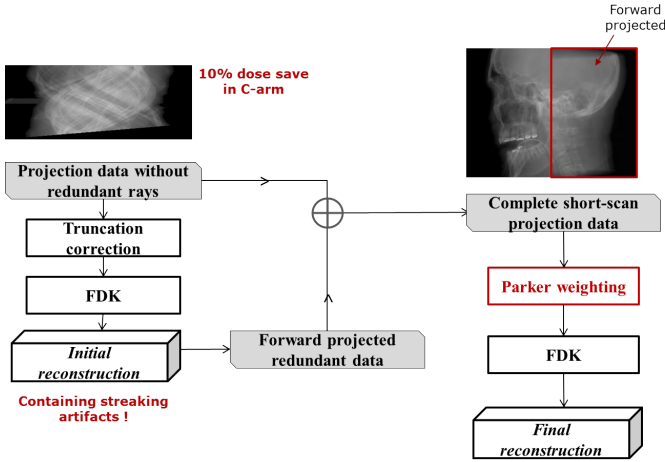 Forward
projected
10% dose save
in C-arm
Projection data without
redundant rays
Truncation
correction
FDK
Initial
reconstruction
Containing streaking
artifacts !
Forward projected
redundant data
Complete short-scan
projection data
Parker weighting
FDK
Final
reconstruction